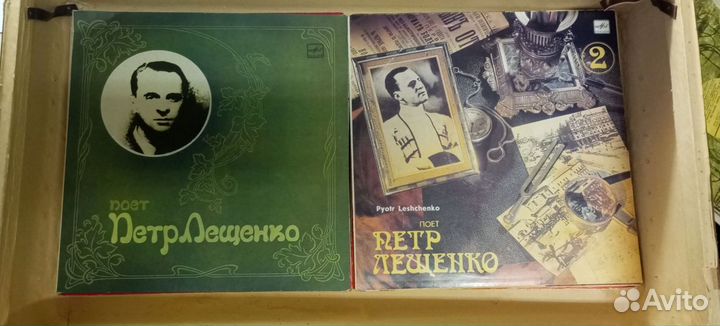 поет
Петр Лещенко
2
Pyotr Leshchenko
ПОЕТ
ПЕТР
ЛЕЩЕНКО
Avito